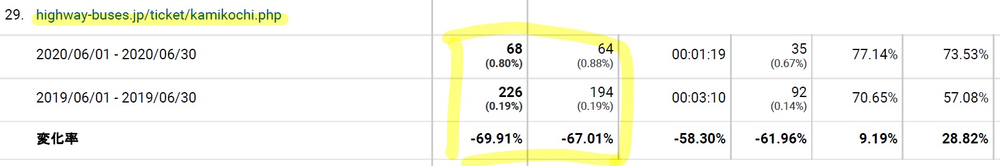 29. highway-buses.jp/ticket/kamikochi.php
2020/06/01 - 2020/06/30 68 64 00:01:19 35 77.14% 73.53%
(0.80%) (0.88%) (0.67%)
2019/06/01 - 2019/06/30 226 194 00:03:10 92 70.65% 57.08%
(0.19%) (0.19%) (0.14%)
変化率 -69.91% -67.01% -58.30% -61.96% 9.19% 28.82%